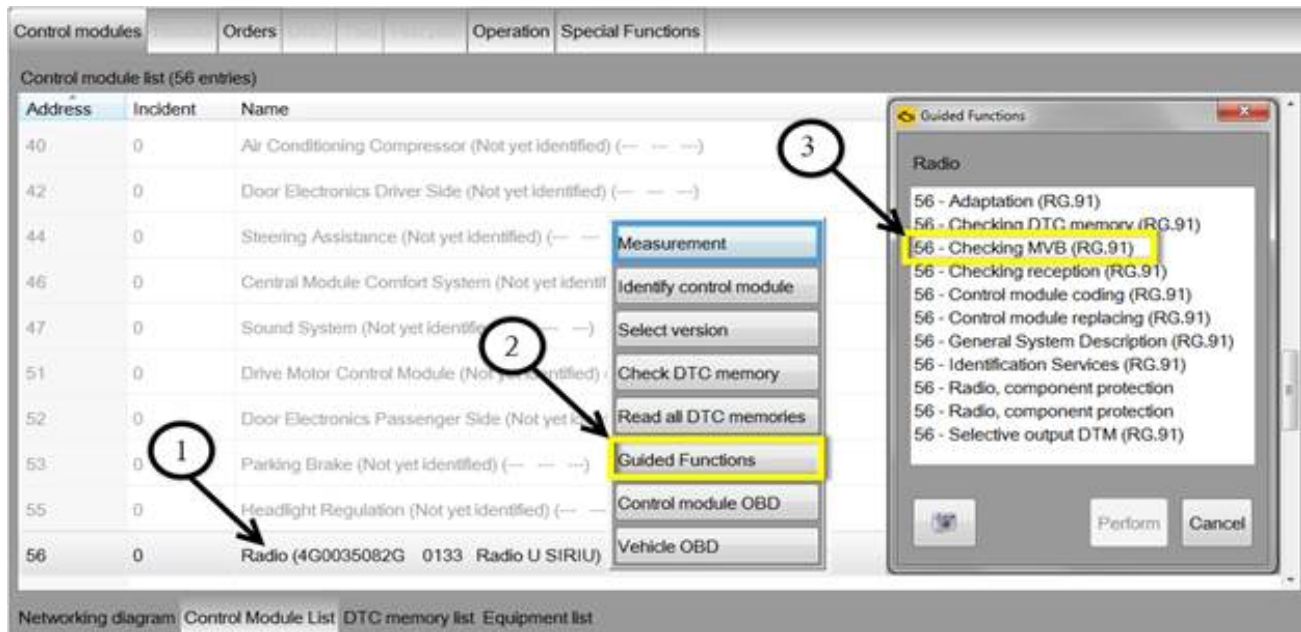 Control modules Orders Operation Special Functions
Control module list (56 entries)
Address Incident Name
40 0 Air Conditioning Compressor (Not yet identified) (--- --- ---)
42 0 Door Electronics Driver Side (Not yet identified) (--- --- ---)
44 0 Steering Assistance (Not yet identified) (--- ---
46 0 Central Module Comfort System (Not yet identif
47 0 Sound System (Not yet identifie --- ---)
51 0 Drive Motor Control Module (Not yet identified)
52 0 Door Electronics Passenger Side (Not yet
53 0 Parking Brake (Not yet identified) (--- --- ---)
55 0 Headlight Regulation (Not yet identified) (--- ---
56 0 Radio (4G0035082G 0133 Radio U SIRIU)
1
2
Measurement
Identify control module
Select version
Check DTC memory
Read all DTC memories
Guided Functions
Control module OBD
Vehicle OBD
3
Guided Functions
Radio
56 - Adaptation (RG.91)
56 - Checking DTC memory (RG.91)
56 - Checking MVB (RG.91)
56 - Checking reception (RG.91)
56 - Control module coding (RG.91)
56 - Control module replacing (RG.91)
56 - General System Description (RG.91)
56 - Identification Services (RG.91)
56 - Radio, component protection
56 - Radio, component protection
56 - Selective output DTM (RG.91)
Perform Cancel
Networking diagram Control Module List DTC memory list Equipment list